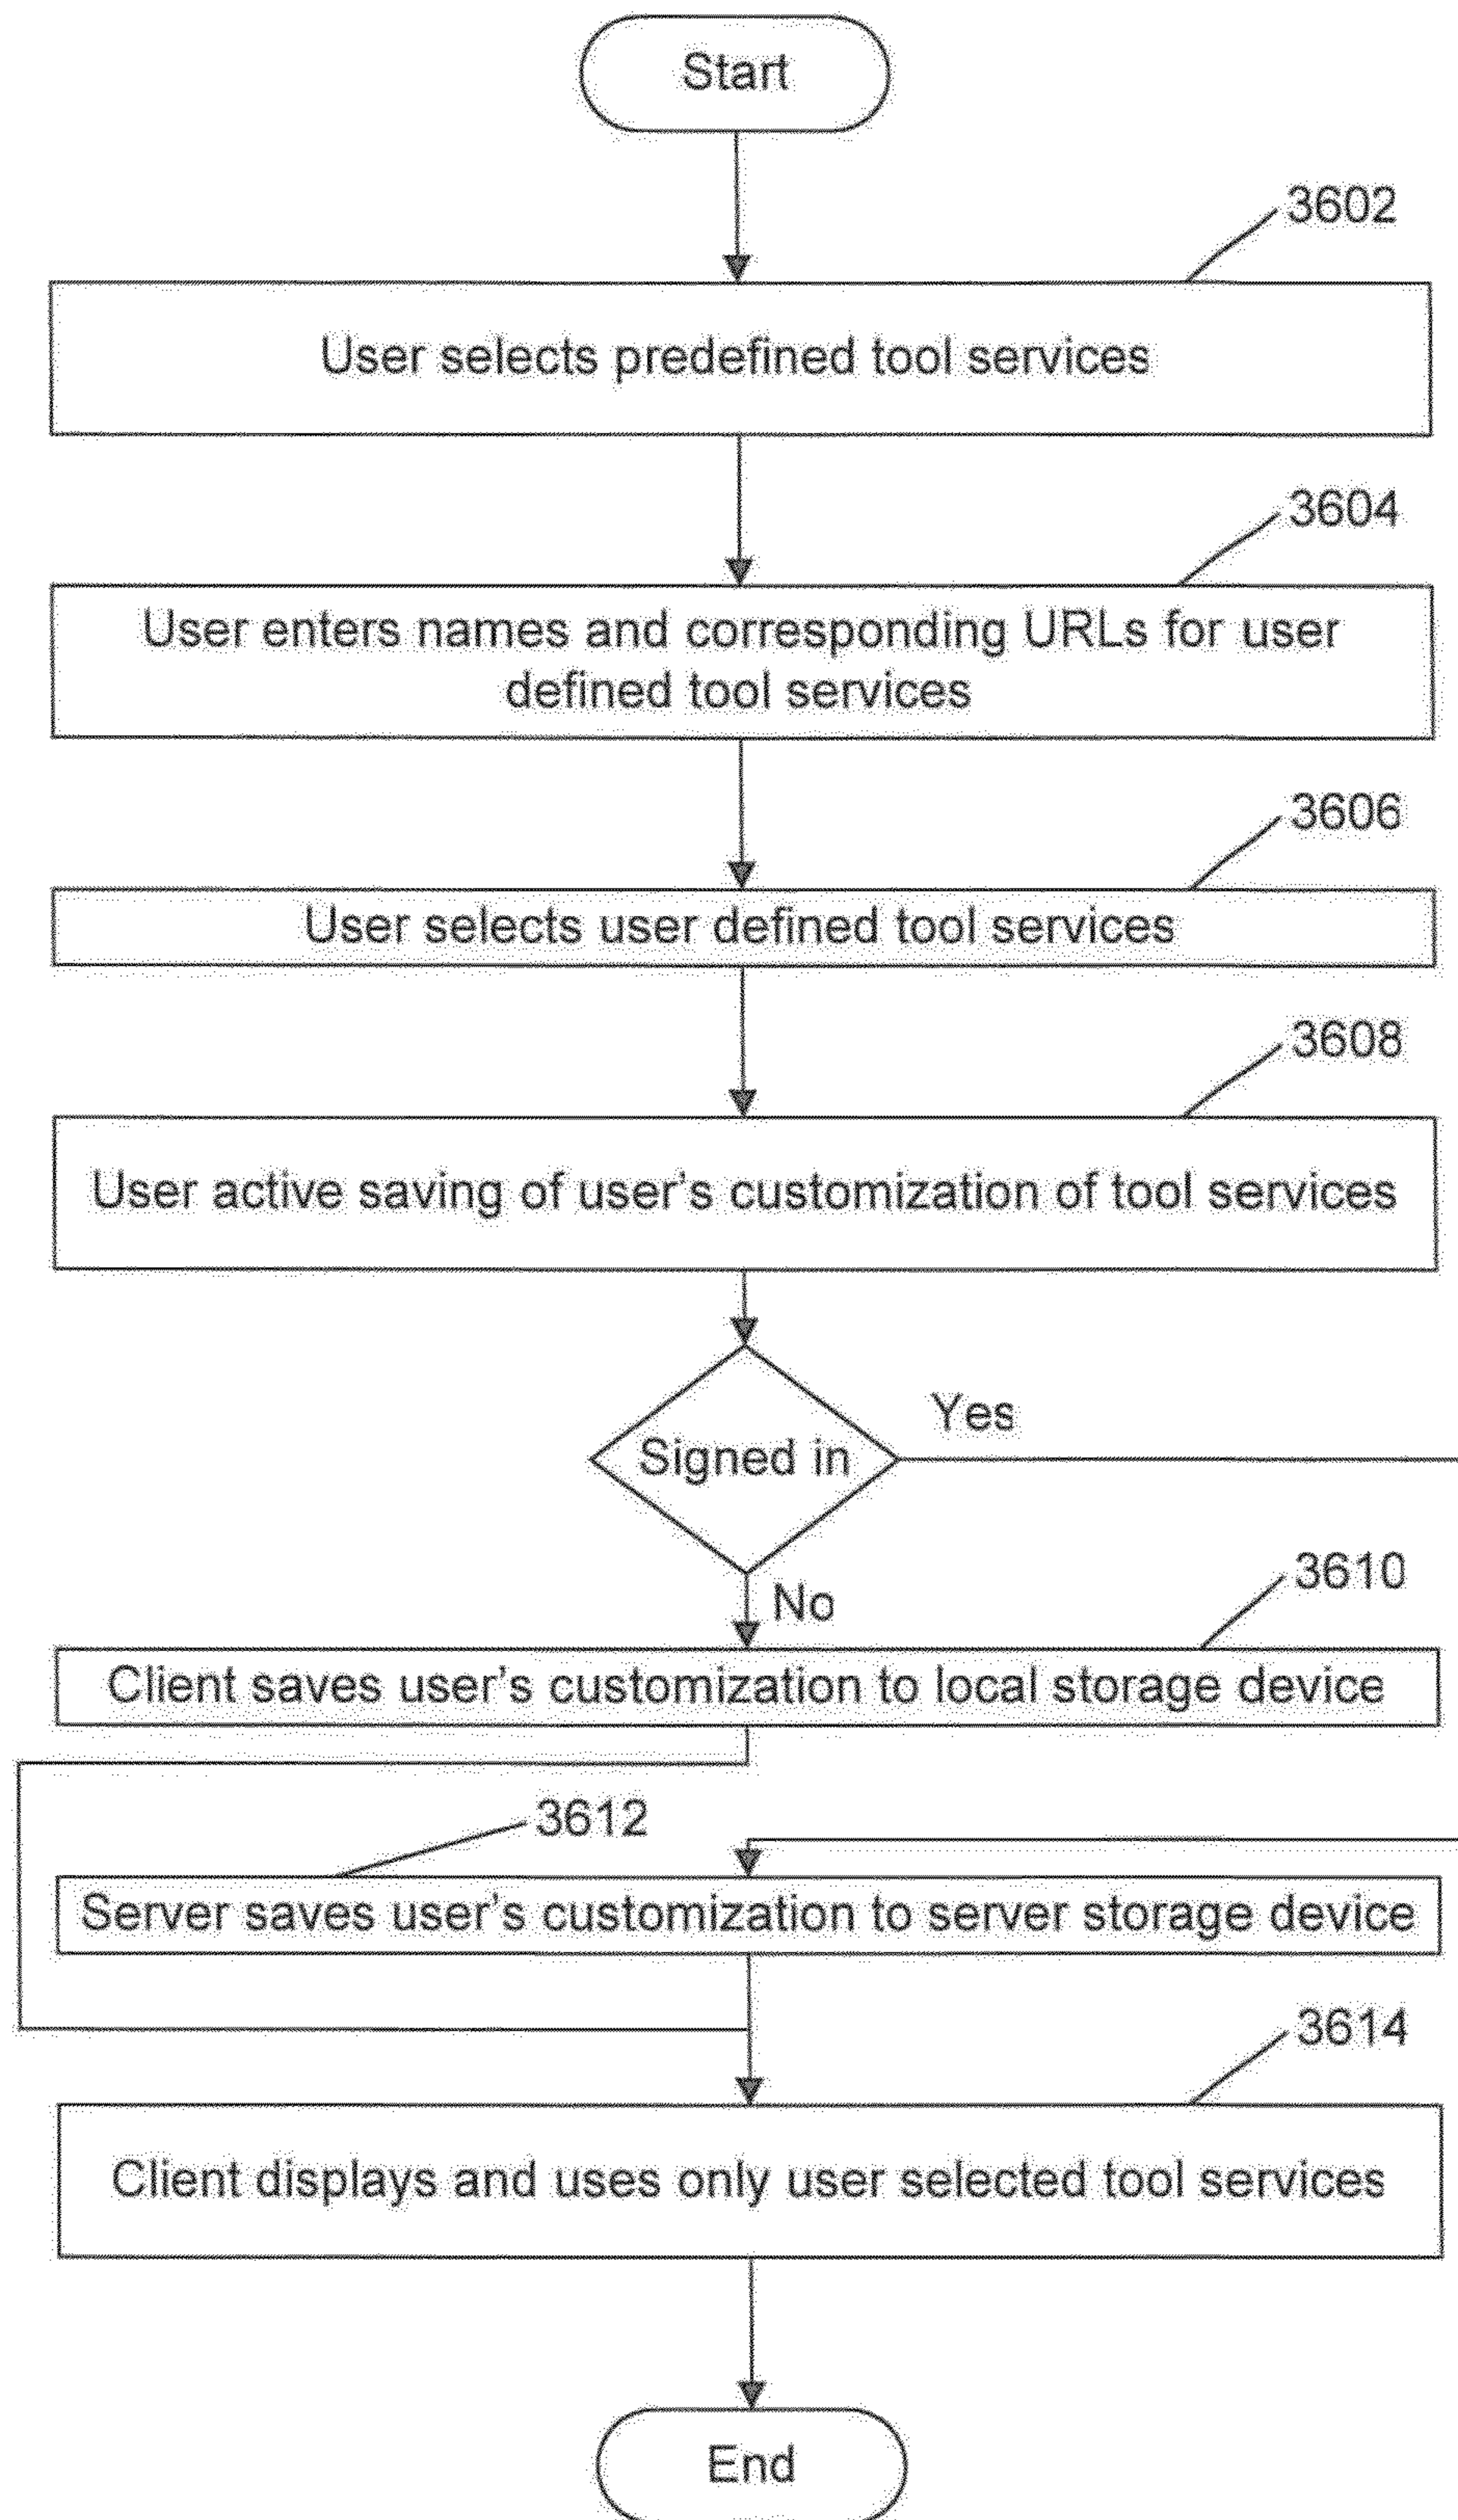 Start
3602
User selects predefined tool services
3604
User enters names and corresponding URLs for user
defined tool services
3606
User selects user defined tool services
3608
User active saving of user's customization of tool services
Yes
Signed in
No
3610
Client saves user's customization to local storage device
3612
Server saves user's customization to server storage device
3614
Client displays and uses only user selected tool services
End